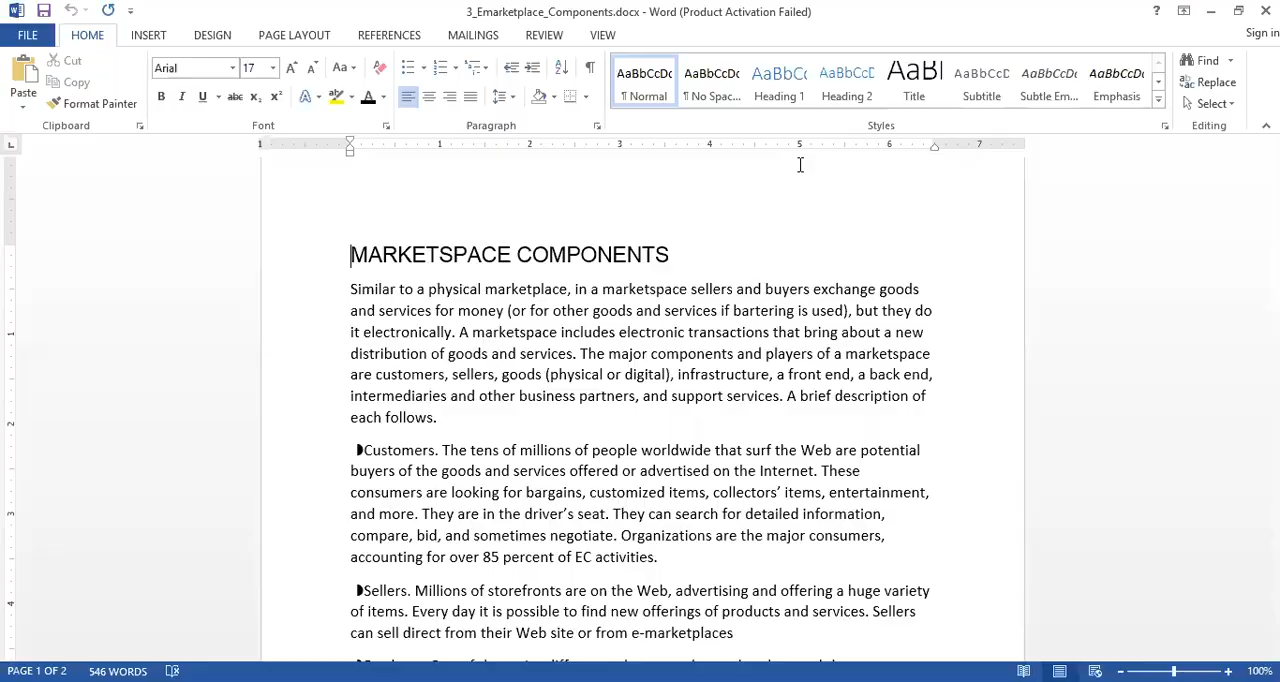 3_Emarketplace_Components.docx - Word (Product Activation Failed)
FILE HOME INSERT DESIGN PAGE LAYOUT REFERENCES MAILINGS REVIEW VIEW Sign in
Paste
Cut
Copy
Format Painter
Clipboard
Arial 17
Font
Paragraph
AaBbCcDc AaBbCcDc AaBbCc AaBbCcD AaBl AaBbCcD AaBbCcDc AaBbCcDc
¶ Normal ¶ No Spac... Heading 1 Heading 2 Title Subtitle Subtle Em... Emphasis
Styles
Find
Replace
Select
Editing
1 1 2 3 4 5 6 7
MARKETSPACE COMPONENTS
Similar to a physical marketplace, in a marketspace sellers and buyers exchange goods
and services for money (or for other goods and services if bartering is used), but they do
it electronically. A marketspace includes electronic transactions that bring about a new
distribution of goods and services. The major components and players of a marketspace
are customers, sellers, goods (physical or digital), infrastructure, a front end, a back end,
intermediaries and other business partners, and support services. A brief description of
each follows.
◗Customers. The tens of millions of people worldwide that surf the Web are potential
buyers of the goods and services offered or advertised on the Internet. These
consumers are looking for bargains, customized items, collectors’ items, entertainment,
and more. They are in the driver’s seat. They can search for detailed information,
compare, bid, and sometimes negotiate. Organizations are the major consumers,
accounting for over 85 percent of EC activities.
◗Sellers. Millions of storefronts are on the Web, advertising and offering a huge variety
of items. Every day it is possible to find new offerings of products and services. Sellers
can sell direct from their Web site or from e-marketplaces
PAGE 1 OF 2 546 WORDS 100%